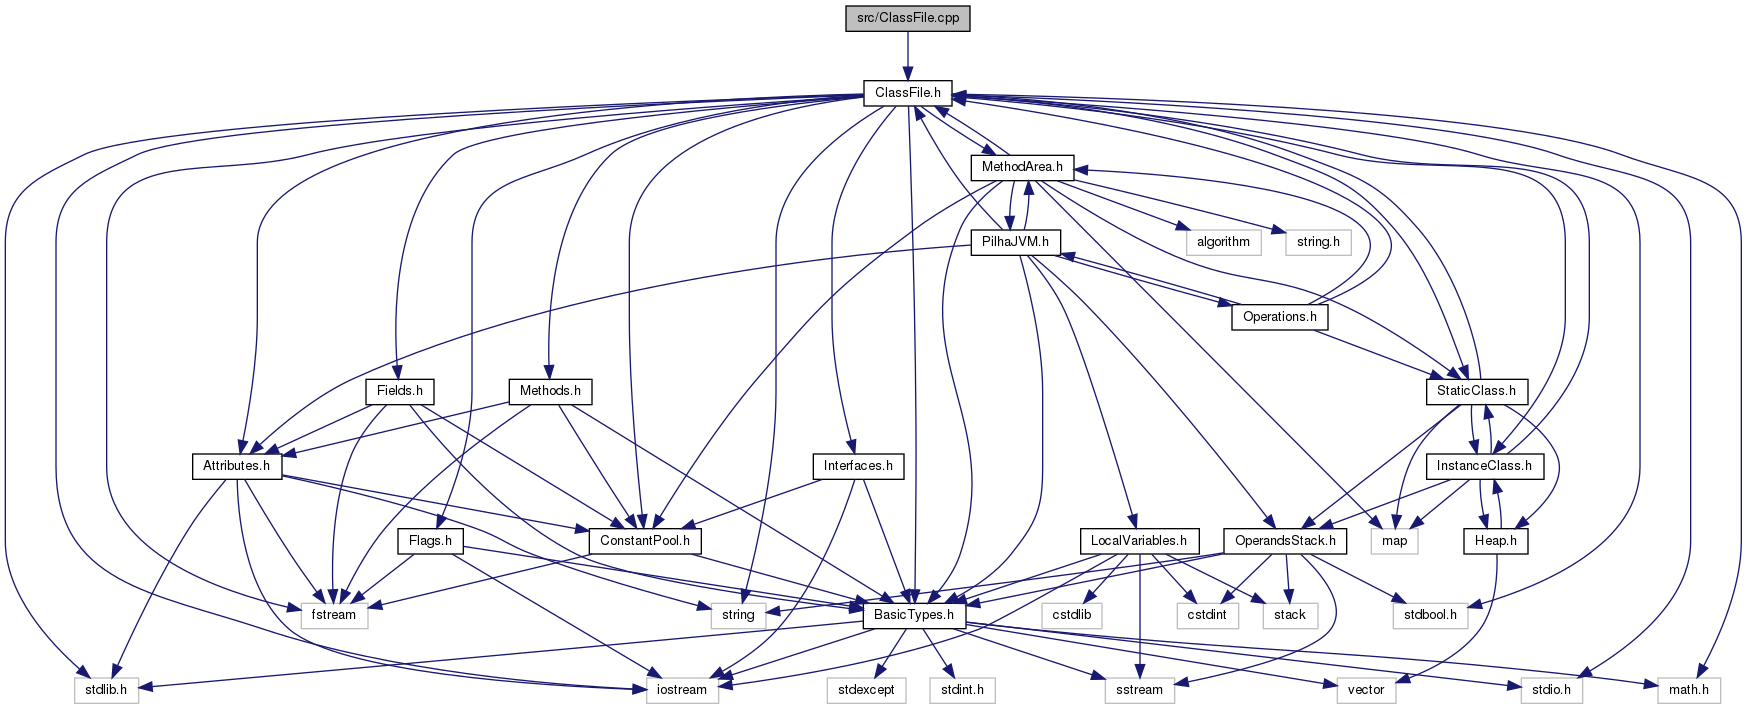 src/ClassFile.cpp
ClassFile.h
MethodArea.h
PilhaJVM.h
algorithm
string.h
Operations.h
Fields.h
Methods.h
StaticClass.h
Attributes.h
Interfaces.h
InstanceClass.h
Flags.h
ConstantPool.h
LocalVariables.h
OperandsStack.h
map
Heap.h
fstream
string
BasicTypes.h
cstdlib
cstdint
stack
stdbool.h
stdlib.h
iostream
stdexcept
stdint.h
sstream
vector
stdio.h
math.h